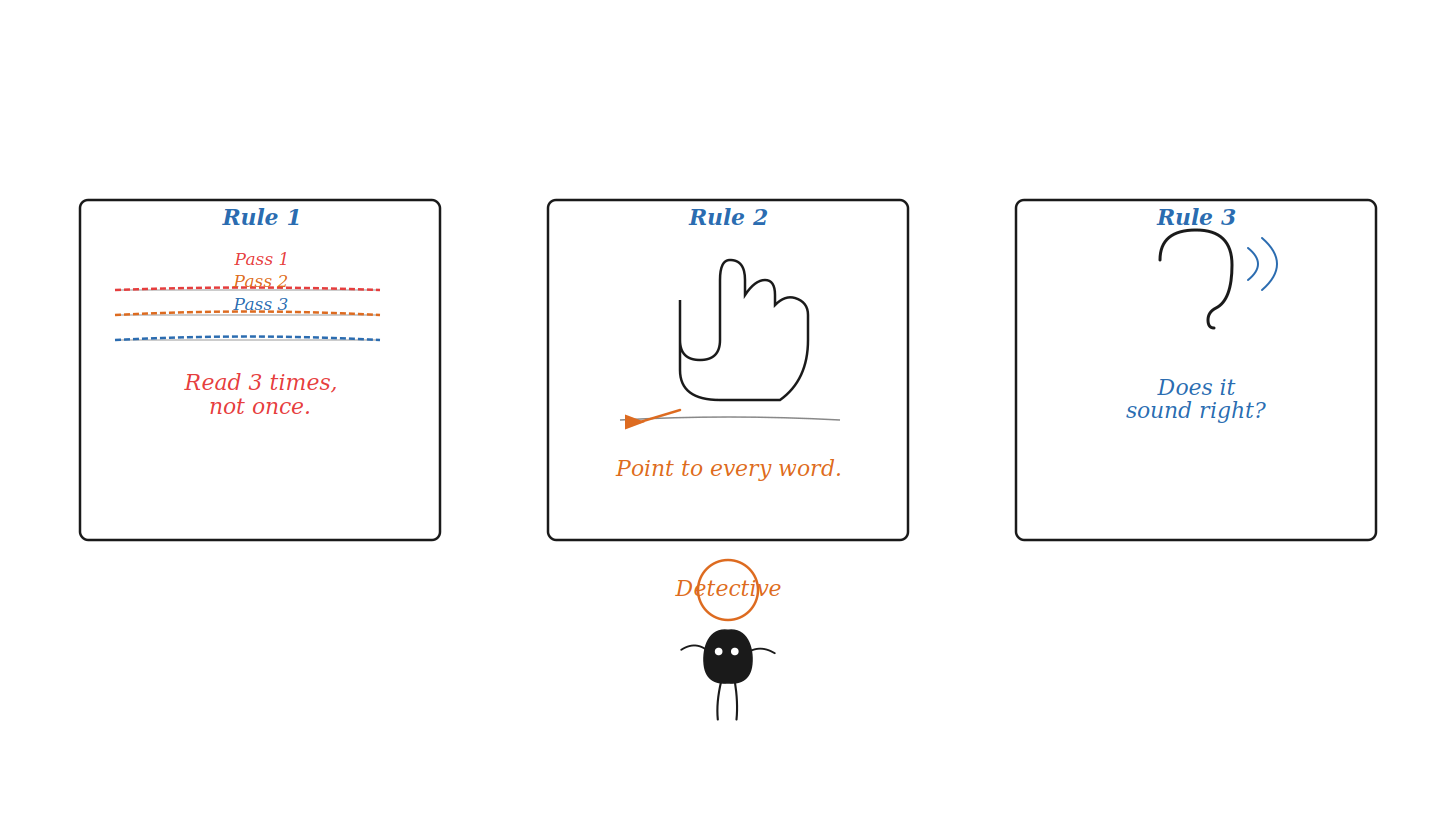 Rule 1
Pass 1
Pass 2
Pass 3
Read 3 times,
not once.
Rule 2
Point to every word.
Rule 3
Does it
sound right?
Detective